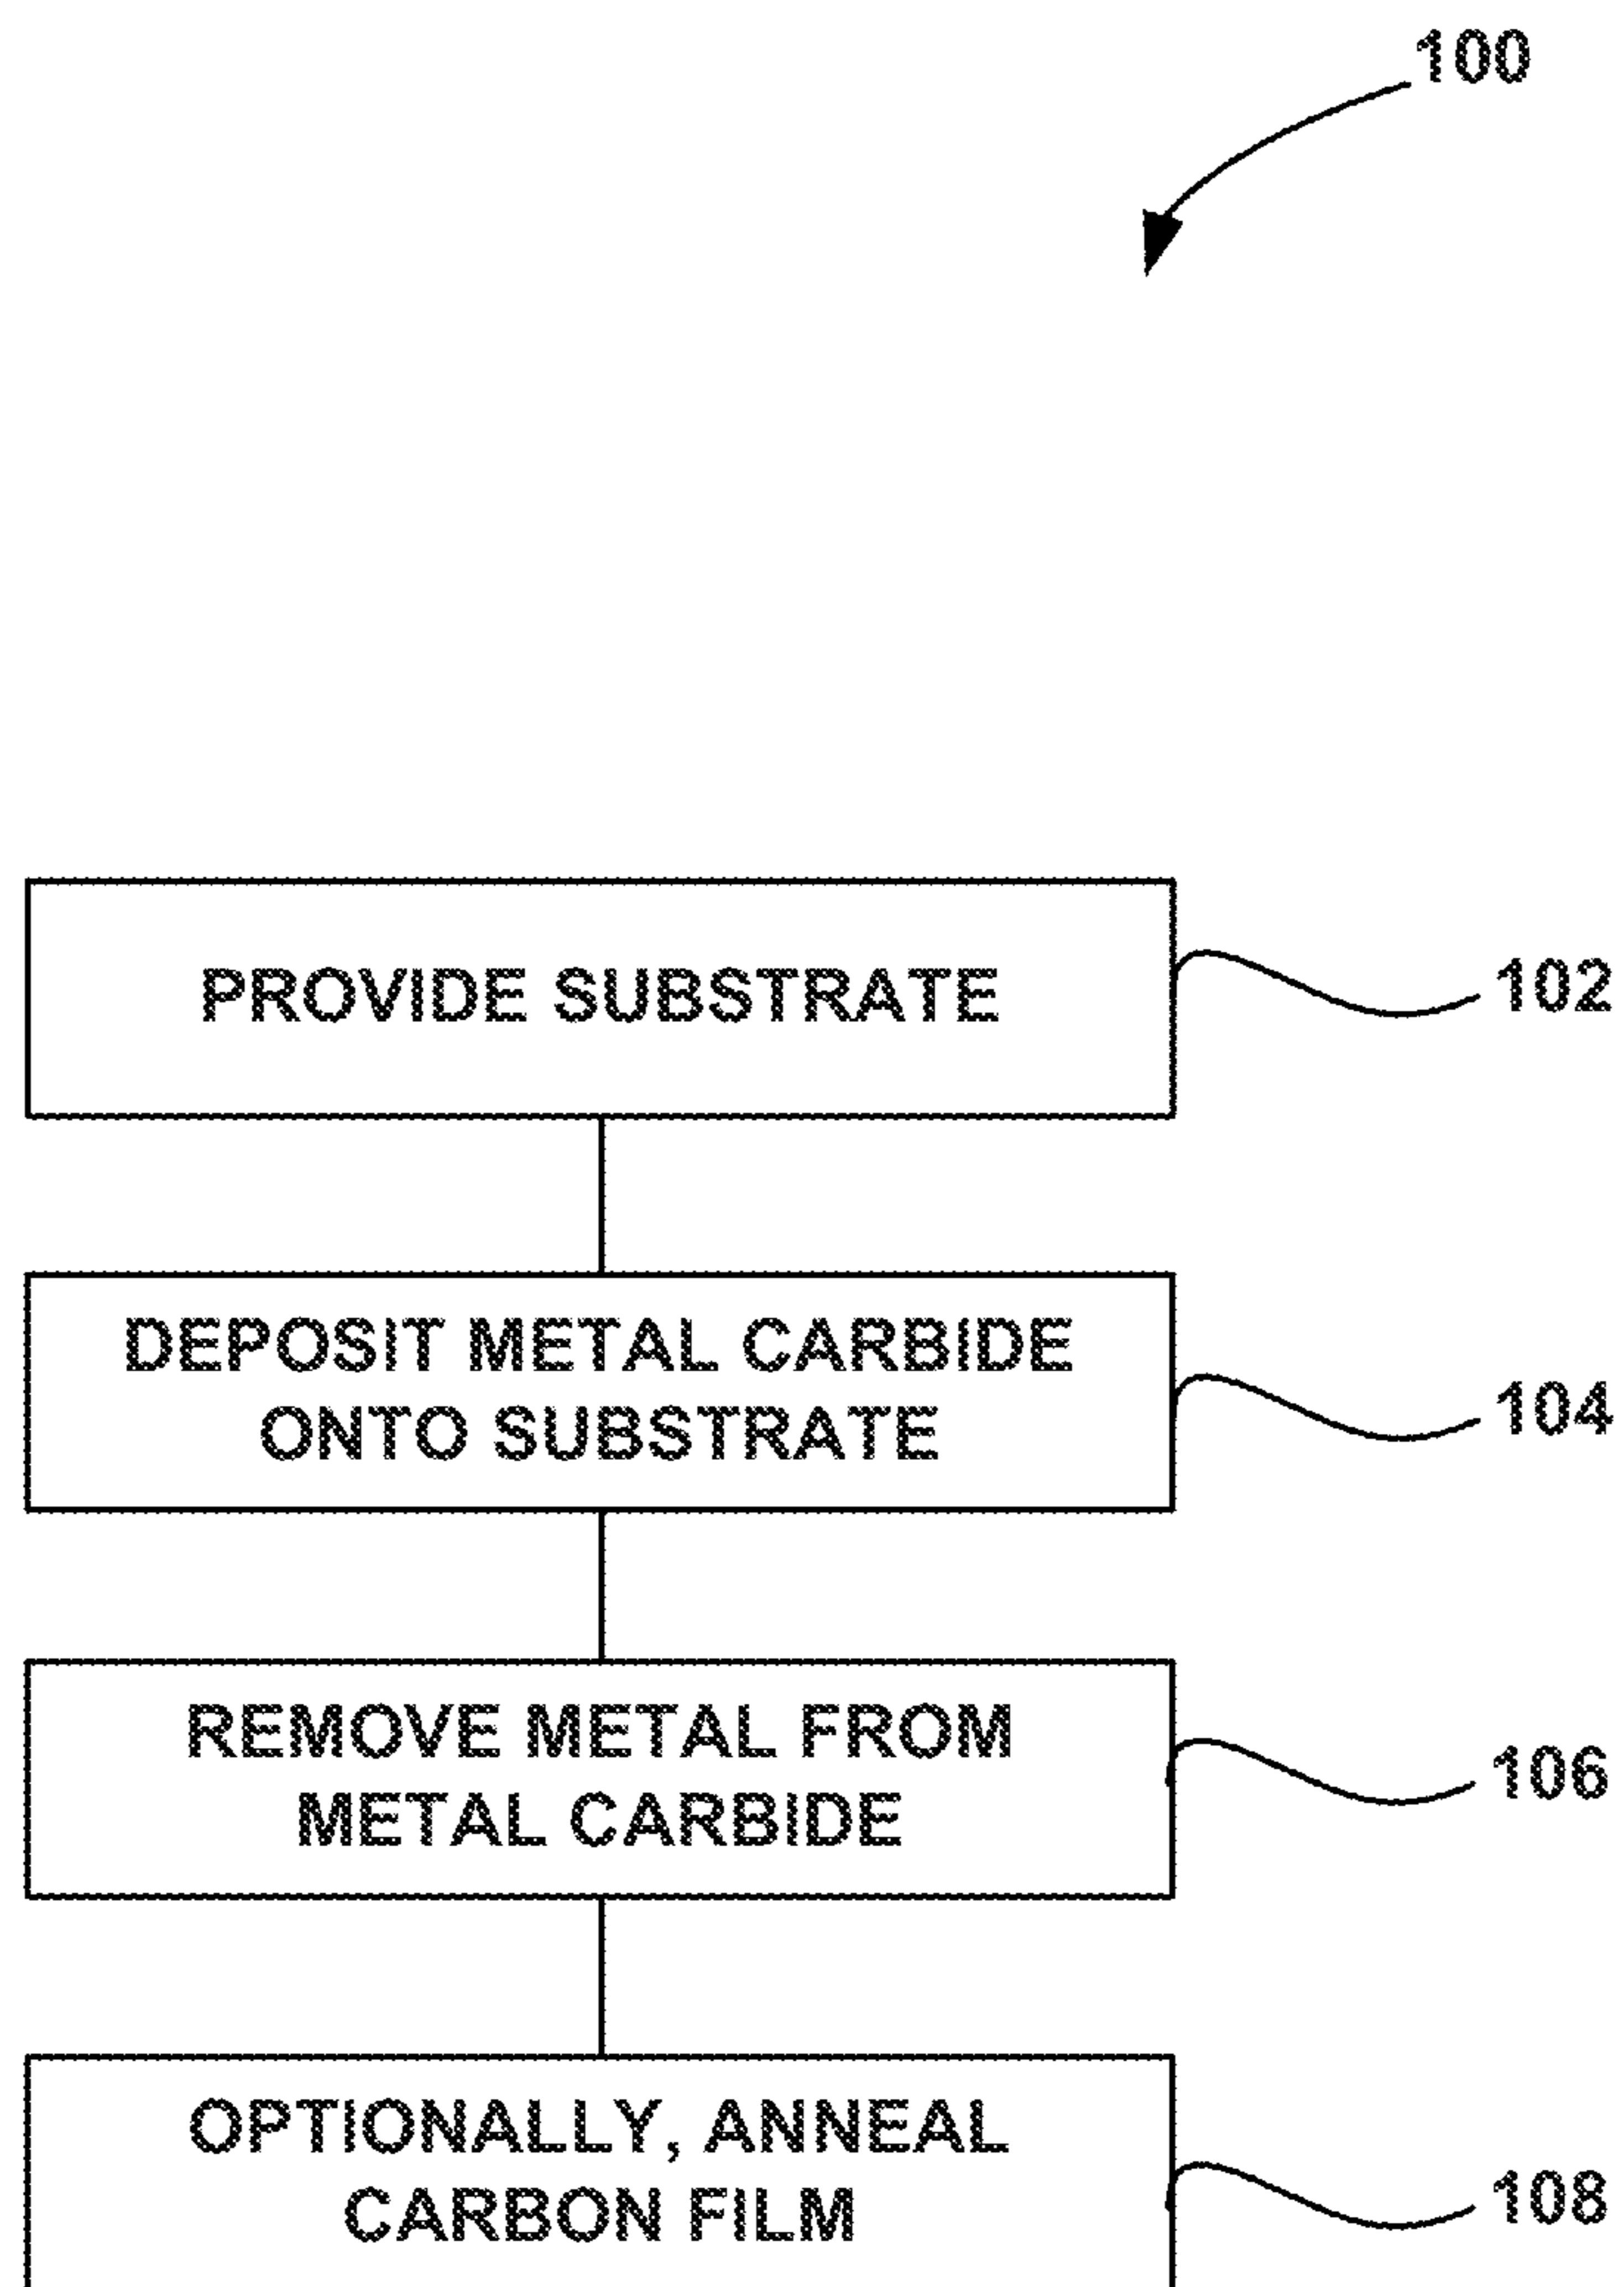 100
PROVIDE SUBSTRATE
102
DEPOSIT METAL CARBIDE
ONTO SUBSTRATE
104
REMOVE METAL FROM
METAL CARBIDE
106
OPTIONALLY, ANNEAL
CARBON FILM
108